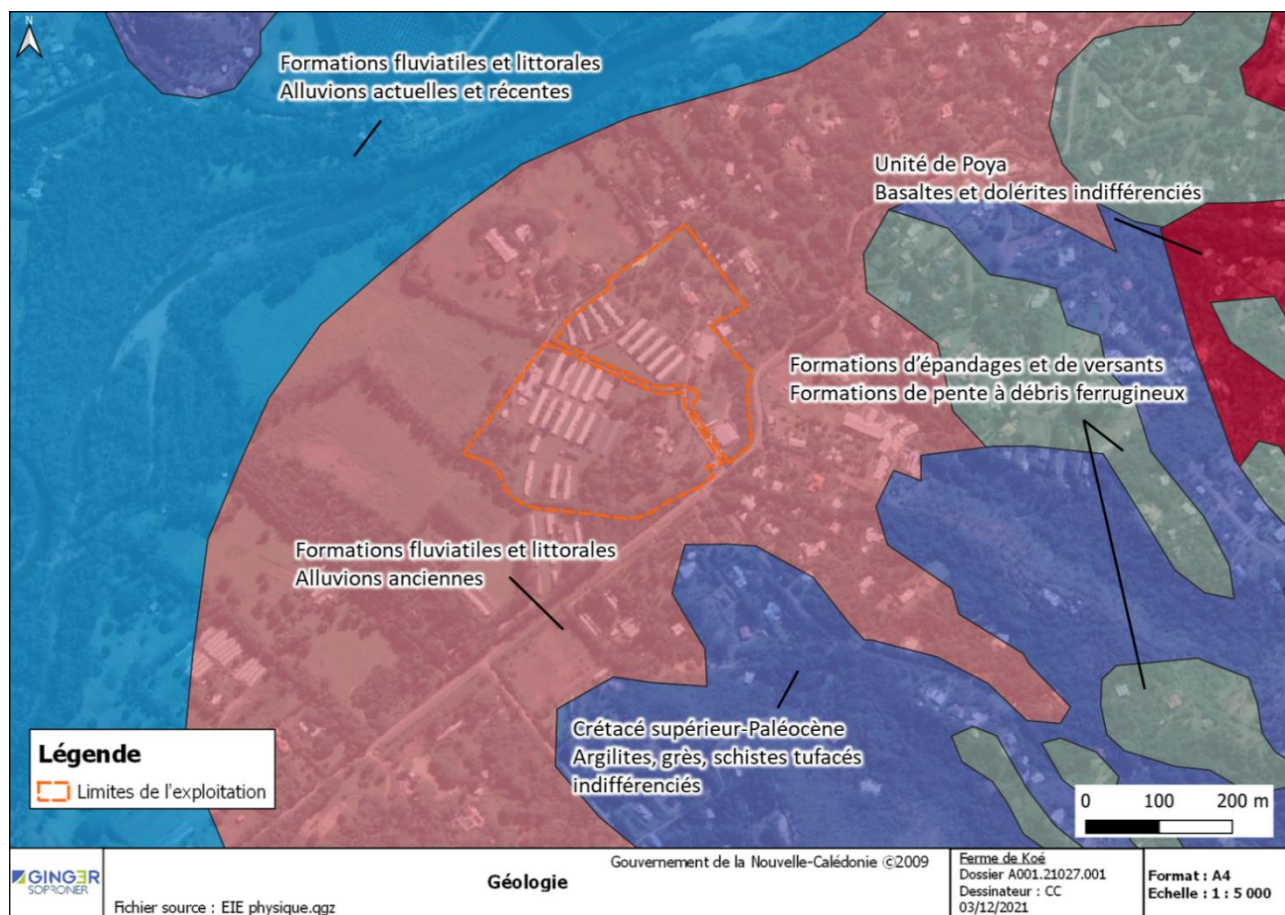 N
Formations fluviatiles et littorales
Alluvions actuelles et récentes
Unité de Poya
Basaltes et dolérites indifférenciés
Formations d'épandages et de versants
Formations de pente à débris ferrugineux
Formations fluviatiles et littorales
Alluvions anciennes
Crétacé supérieur-Paléocène
Argilites, grès, schistes tufacés
indifférenciés
Légende
Limites de l'exploitation
0 100 200 m
GINGER
SOPRONER
Fichier source : EIE physique.qgz
Géologie
Gouvernement de la Nouvelle-Calédonie ©2009
Ferme de Koé
Dossier A001.21027.001
Dessinateur : CC
03/12/2021
Format : A4
Echelle : 1 : 5 000